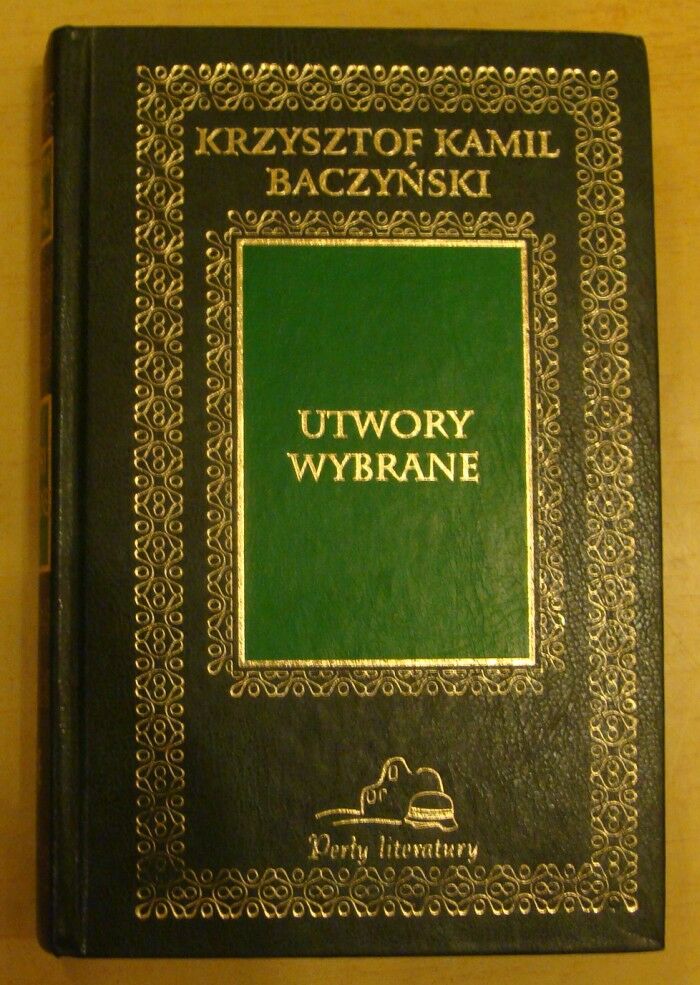 KRZYSZTOF KAMIL
BACZYŃSKI
UTWORY
WYBRANE
Perły literatury